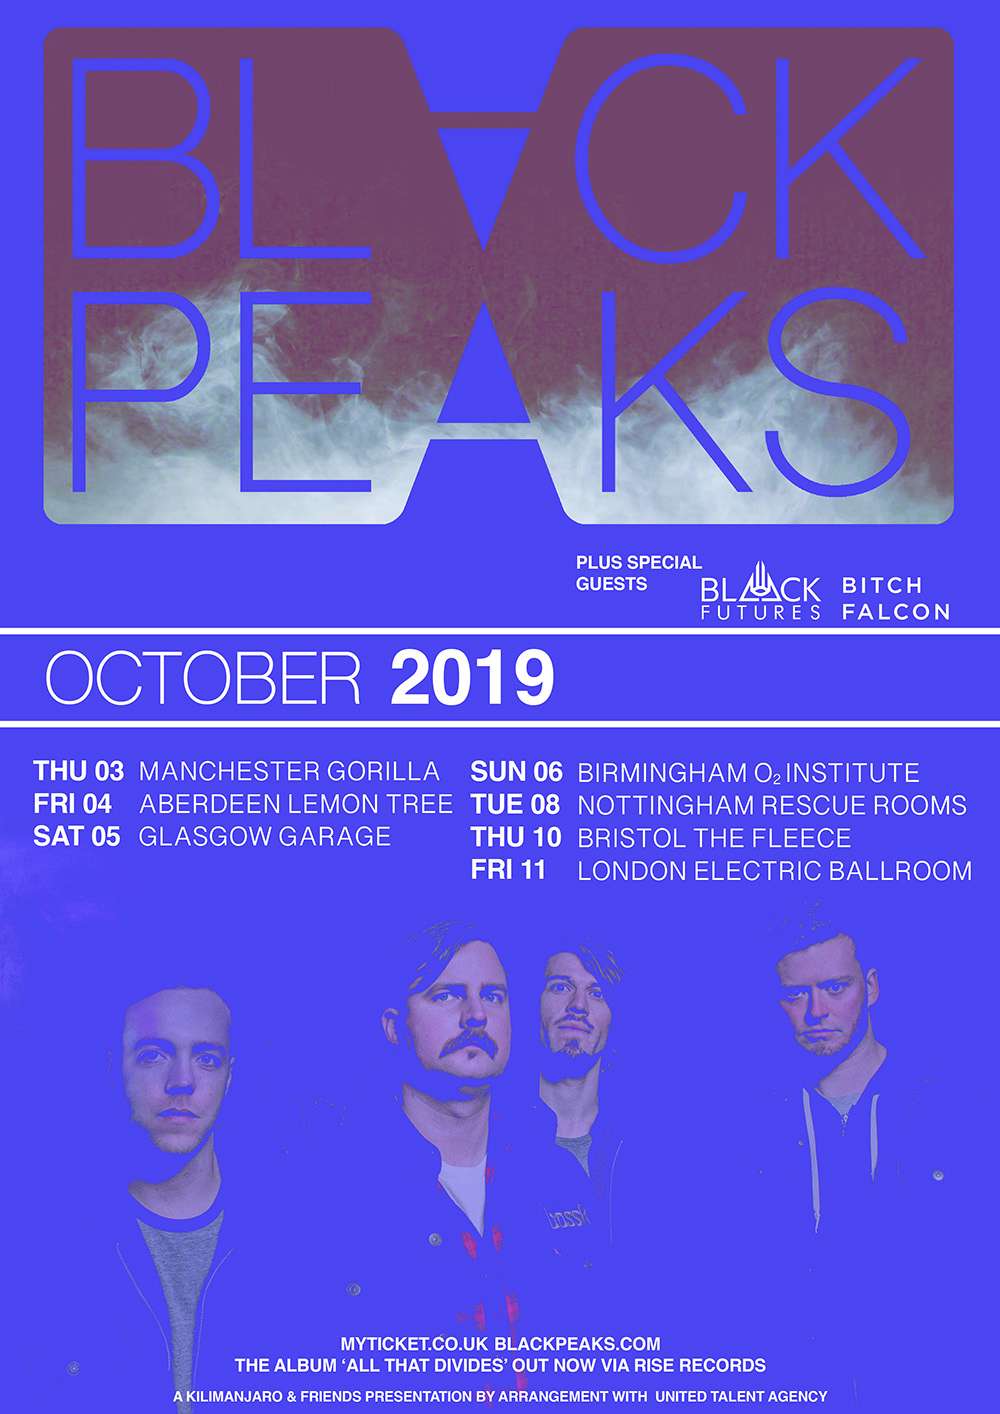 BLACK
PEAKS
PLUS SPECIAL
GUESTS
BLACK
FUTURES
BITCH
FALCON
OCTOBER 2019
THU 03 MANCHESTER GORILLA
FRI 04 ABERDEEN LEMON TREE
SAT 05 GLASGOW GARAGE
SUN 06 BIRMINGHAM O2 INSTITUTE
TUE 08 NOTTINGHAM RESCUE ROOMS
THU 10 BRISTOL THE FLEECE
FRI 11 LONDON ELECTRIC BALLROOM
bossk
MYTICKET.CO.UK BLACKPEAKS.COM
THE ALBUM ‘ALL THAT DIVIDES’ OUT NOW VIA RISE RECORDS
A KILIMANJARO & FRIENDS PRESENTATION BY ARRANGEMENT WITH UNITED TALENT AGENCY